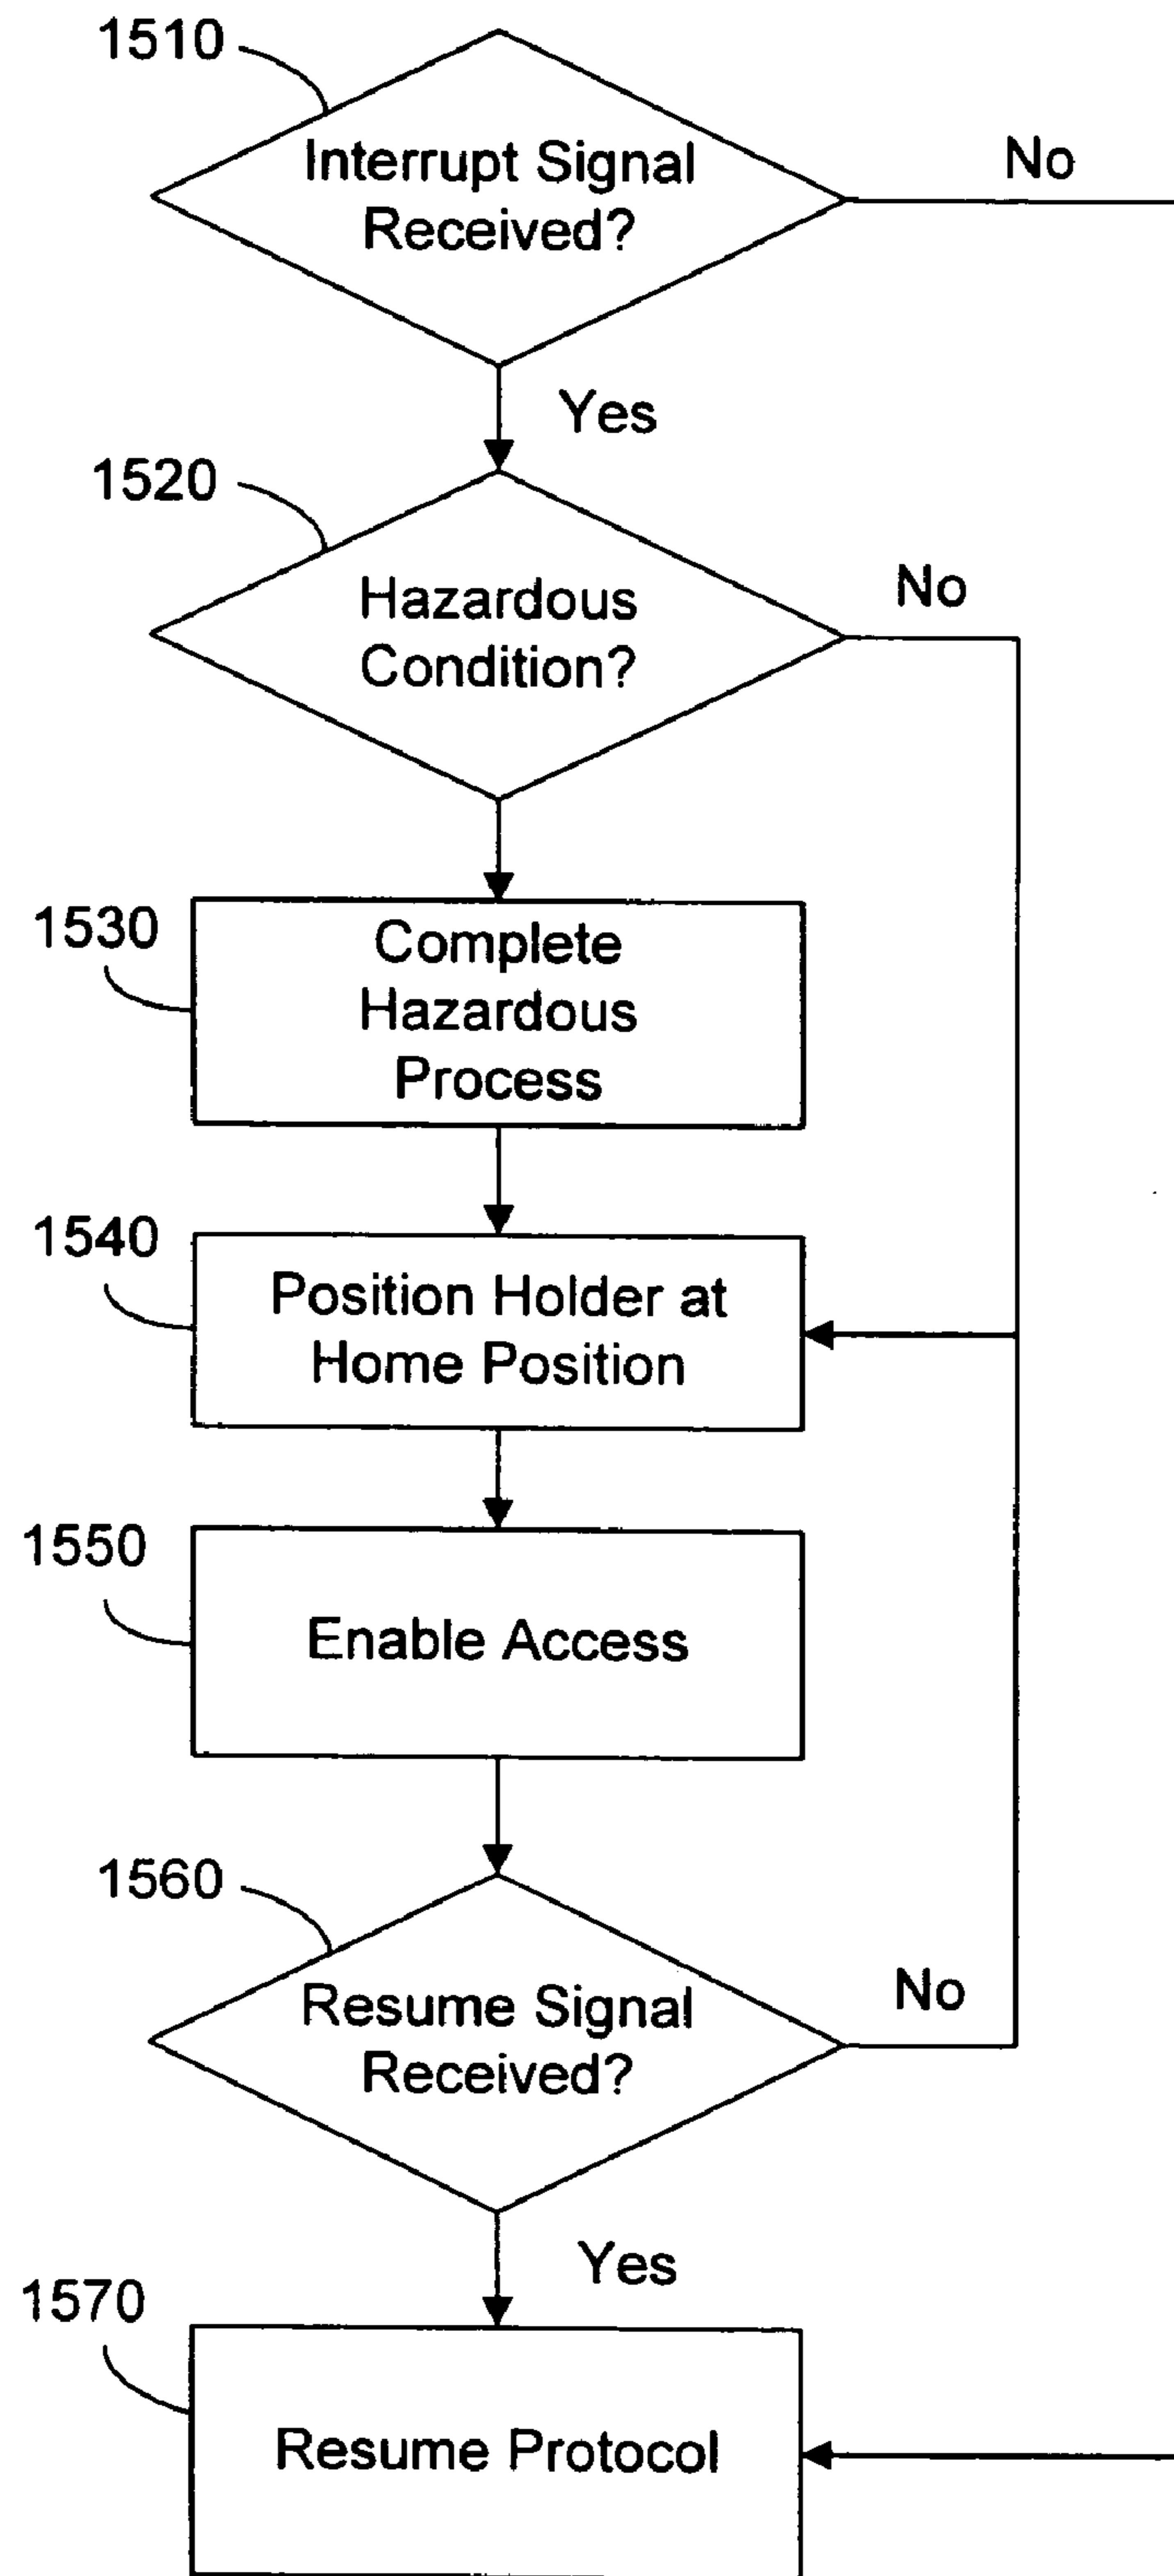 1510
Interrupt Signal
Received?
No
Yes
1520
Hazardous
Condition?
No
1530
Complete
Hazardous
Process
1540
Position Holder at
Home Position
1550
Enable Access
1560
Resume Signal
Received?
No
Yes
1570
Resume Protocol